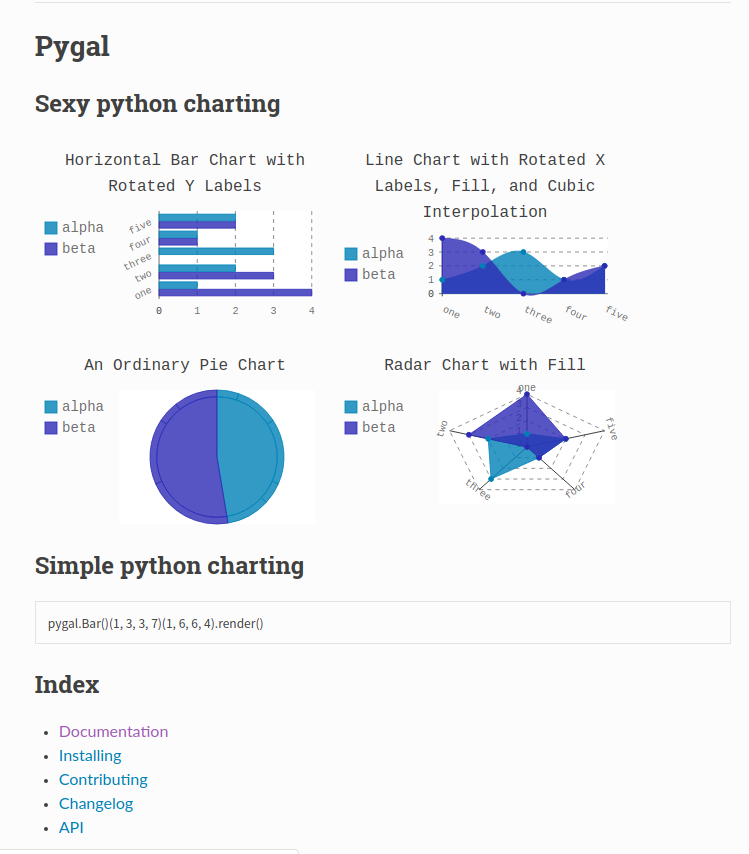 Pygal
Sexy python charting
Horizontal Bar Chart with
Rotated Y Labels
alpha
beta
five
four
three
two
one
0 1 2 3 4
Line Chart with Rotated X
Labels, Fill, and Cubic
Interpolation
alpha
beta
4
3
2
1
0
one two three four five
An Ordinary Pie Chart
alpha
beta
Radar Chart with Fill
alpha
beta
4
one
two
five
three
four
Simple python charting
pygal.Bar()(1, 3, 3, 7)(1, 6, 6, 4).render()
Index
Documentation
Installing
Contributing
Changelog
API